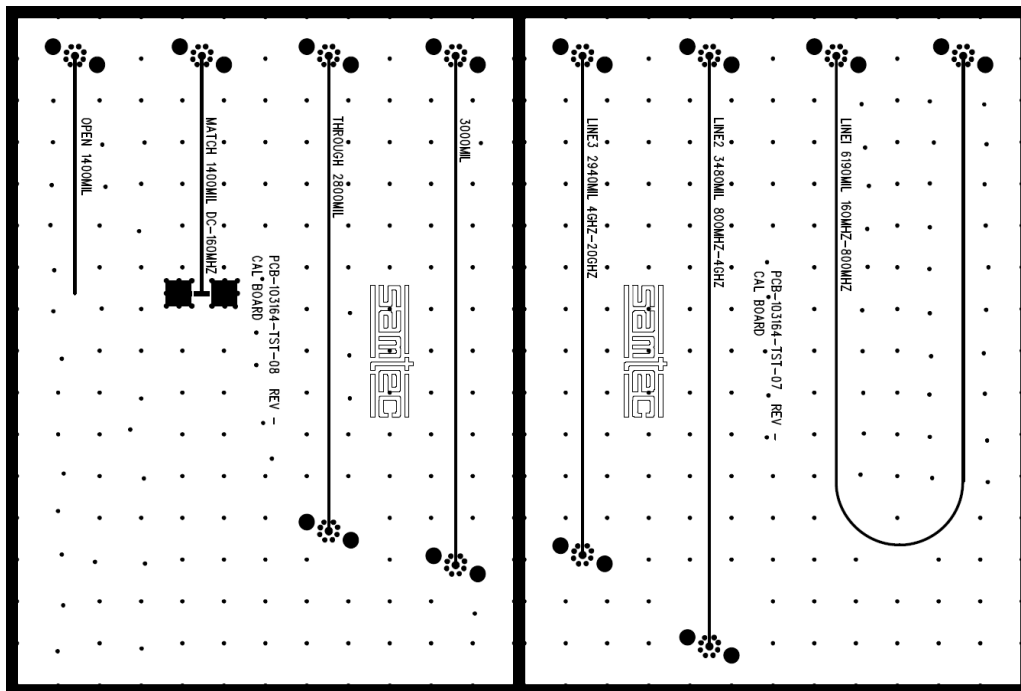 OPEN 1400MIL
MATCH 1400MIL DC-160MHZ
PCB-103164-TST-08 REV -
CAL BOARD
THROUGH 2800MIL
samtec
3000MIL
LINE3 2940MIL 4GHZ-20GHZ
samtec
LINE2 3480MIL 800MHZ-4GHZ
PCB-103164-TST-07 REV -
CAL BOARD
LINE1 6190MIL 160MHZ-800MHZ